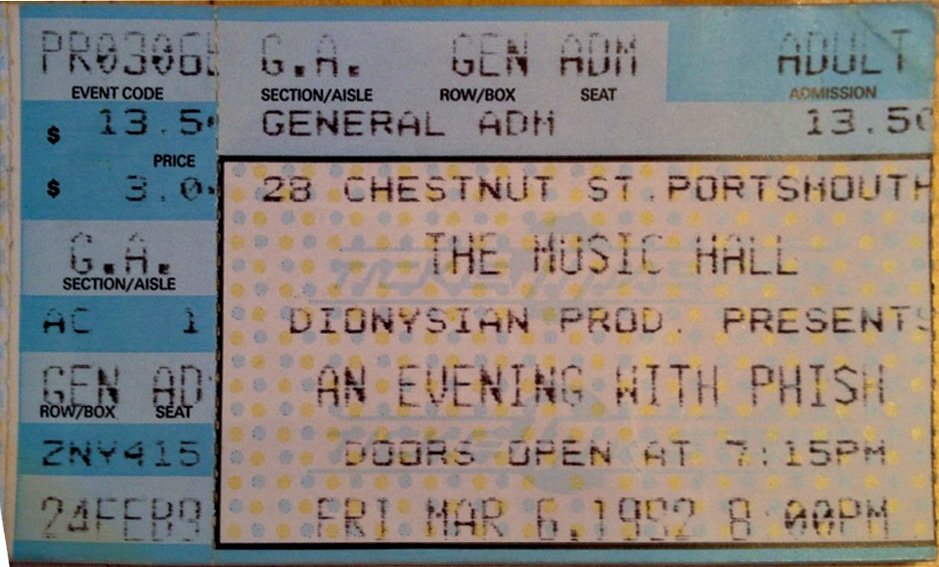 PR0306
EVENT CODE
$ 13.5
PRICE
$ 3.0
G.A.
SECTION/AISLE
AC 1
GEN AD
ROW/BOX SEAT
ZNY415
24FEB9
G.A. GEN ADM ADULT
SECTION/AISLE ROW/BOX SEAT ADMISSION
GENERAL ADM 13.50
28 CHESTNUT ST.PORTSMOUTH
THE MUSIC HALL
DIONYSIAN PROD. PRESENTS
AN EVENING WITH PHISH
DOORS OPEN AT 7:15PM
FRI MAR 6,1992 8:00PM